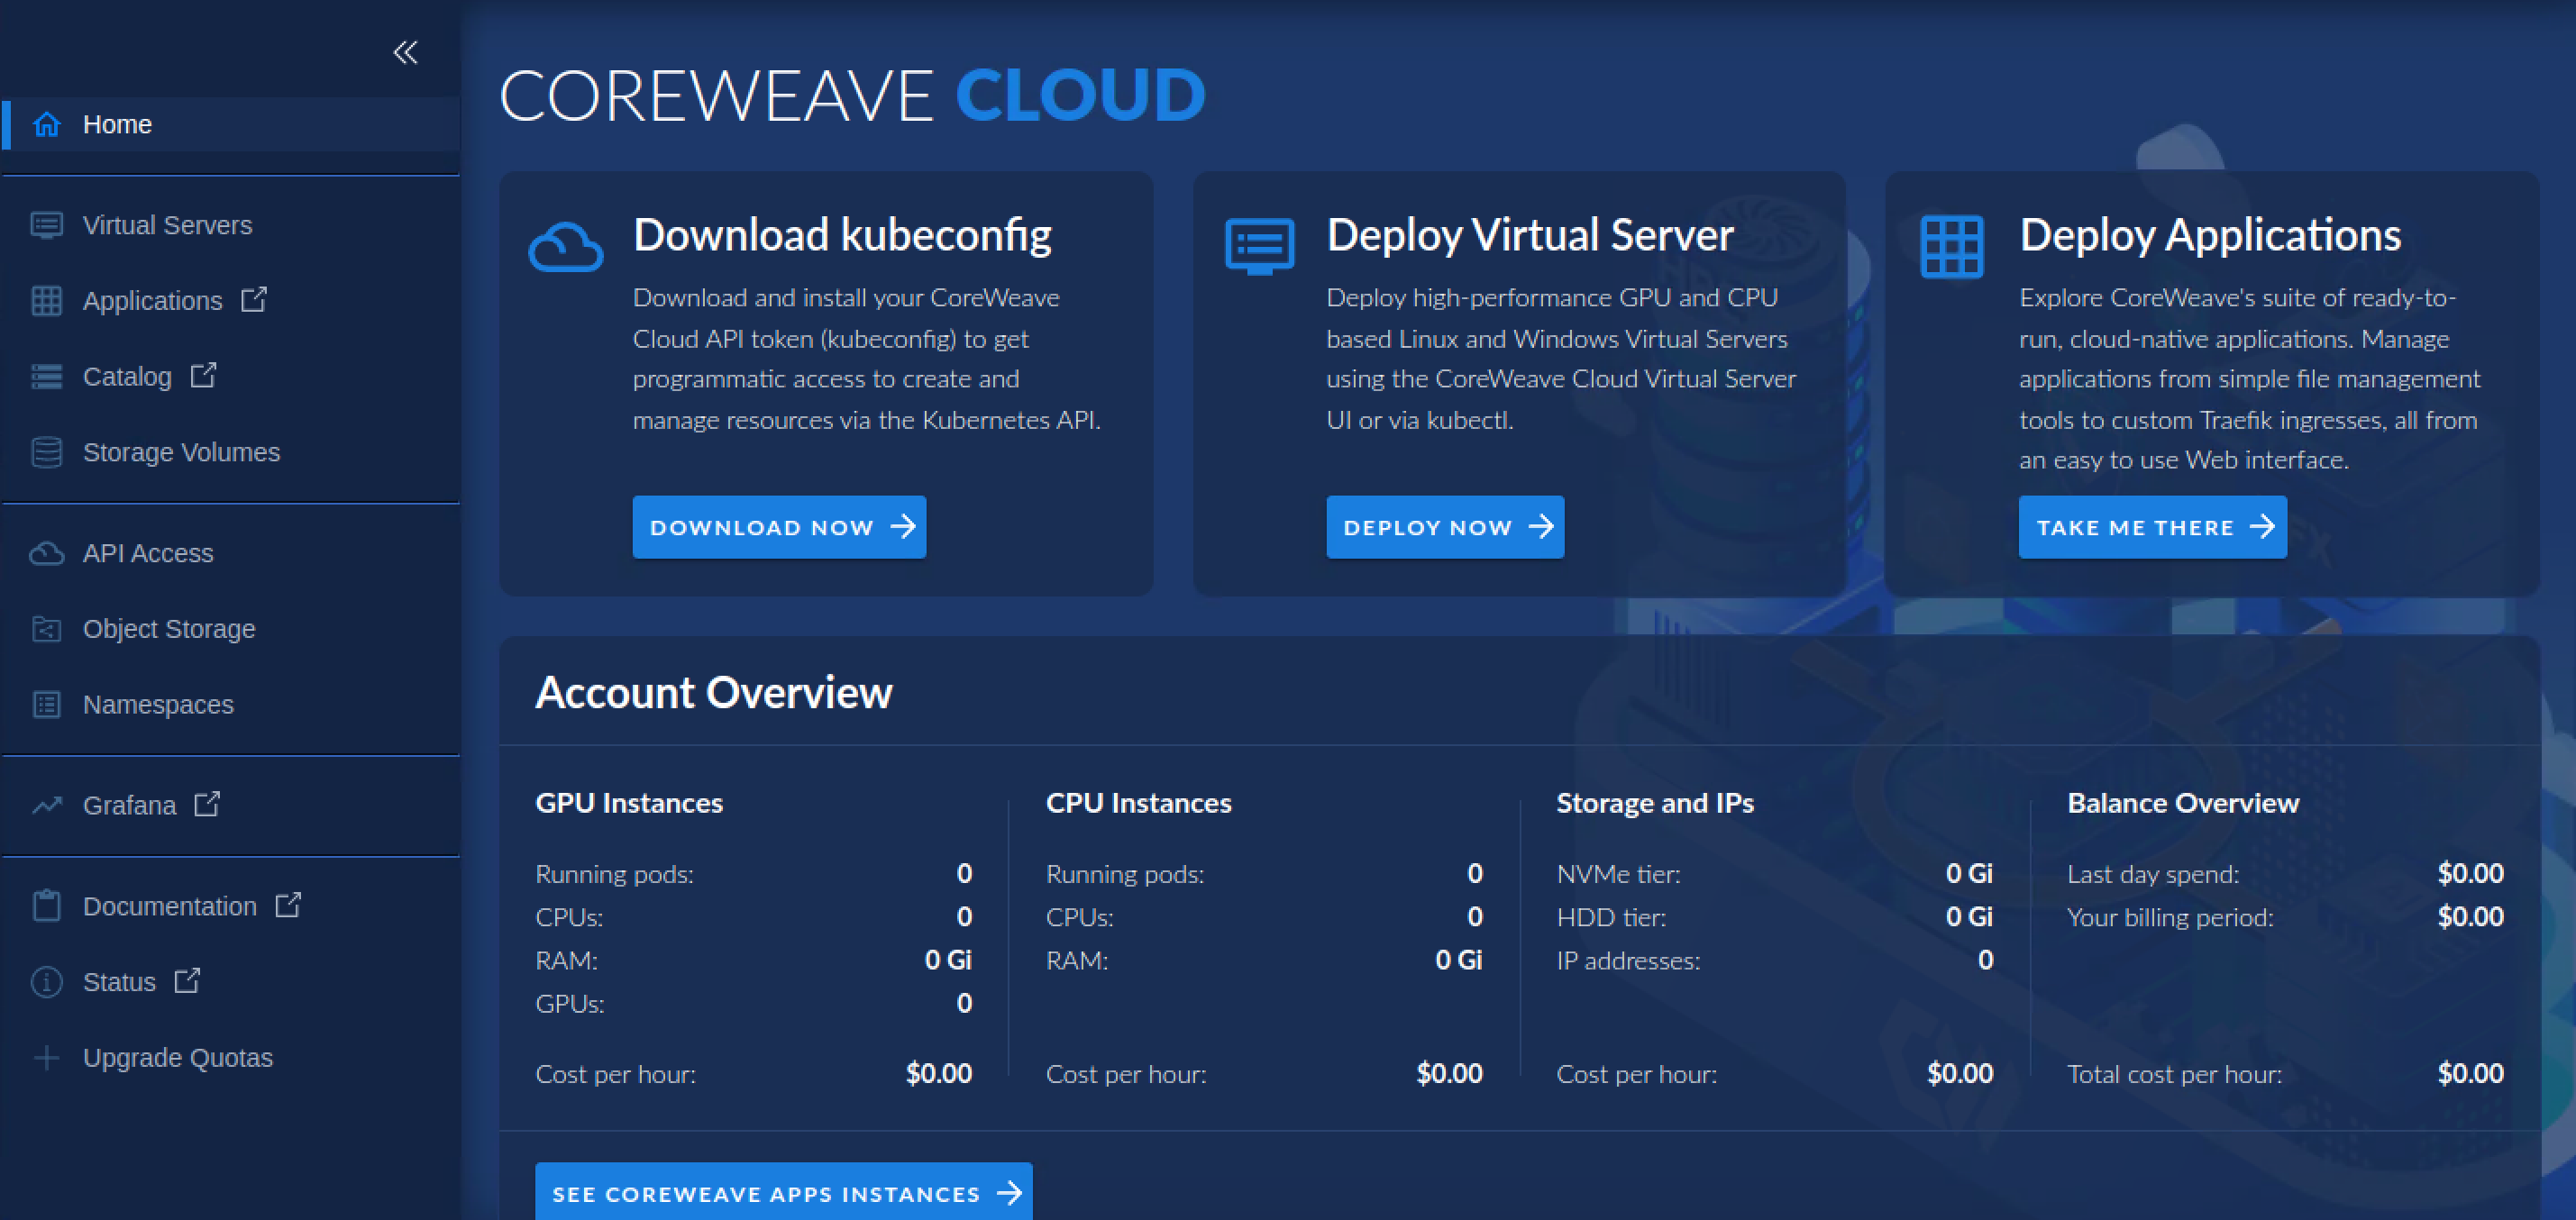 Home
Virtual Servers
Applications
Catalog
Storage Volumes
API Access
Object Storage
Namespaces
Grafana
Documentation
Status
Upgrade Quotas
COREWEAVE CLOUD
Download kubeconfig
Download and install your CoreWeave
Cloud API token (kubeconfig) to get
programmatic access to create and
manage resources via the Kubernetes API.
DOWNLOAD NOW
Deploy Virtual Server
Deploy high-performance GPU and CPU
based Linux and Windows Virtual Servers
using the CoreWeave Cloud Virtual Server
UI or via kubectl.
DEPLOY NOW
Deploy Applications
Explore CoreWeave's suite of ready-to-
run, cloud-native applications. Manage
applications from simple file management
tools to custom Traefik ingresses, all from
an easy to use Web interface.
TAKE ME THERE
Account Overview
GPU Instances
Running pods: 0
CPUs: 0
RAM: 0 Gi
GPUs: 0
Cost per hour: $0.00
CPU Instances
Running pods: 0
CPUs: 0
RAM: 0 Gi
Cost per hour: $0.00
Storage and IPs
NVMe tier: 0 Gi
HDD tier: 0 Gi
IP addresses: 0
Cost per hour: $0.00
Balance Overview
Last day spend: $0.00
Your billing period: $0.00
Total cost per hour: $0.00
SEE COREWEAVE APPS INSTANCES